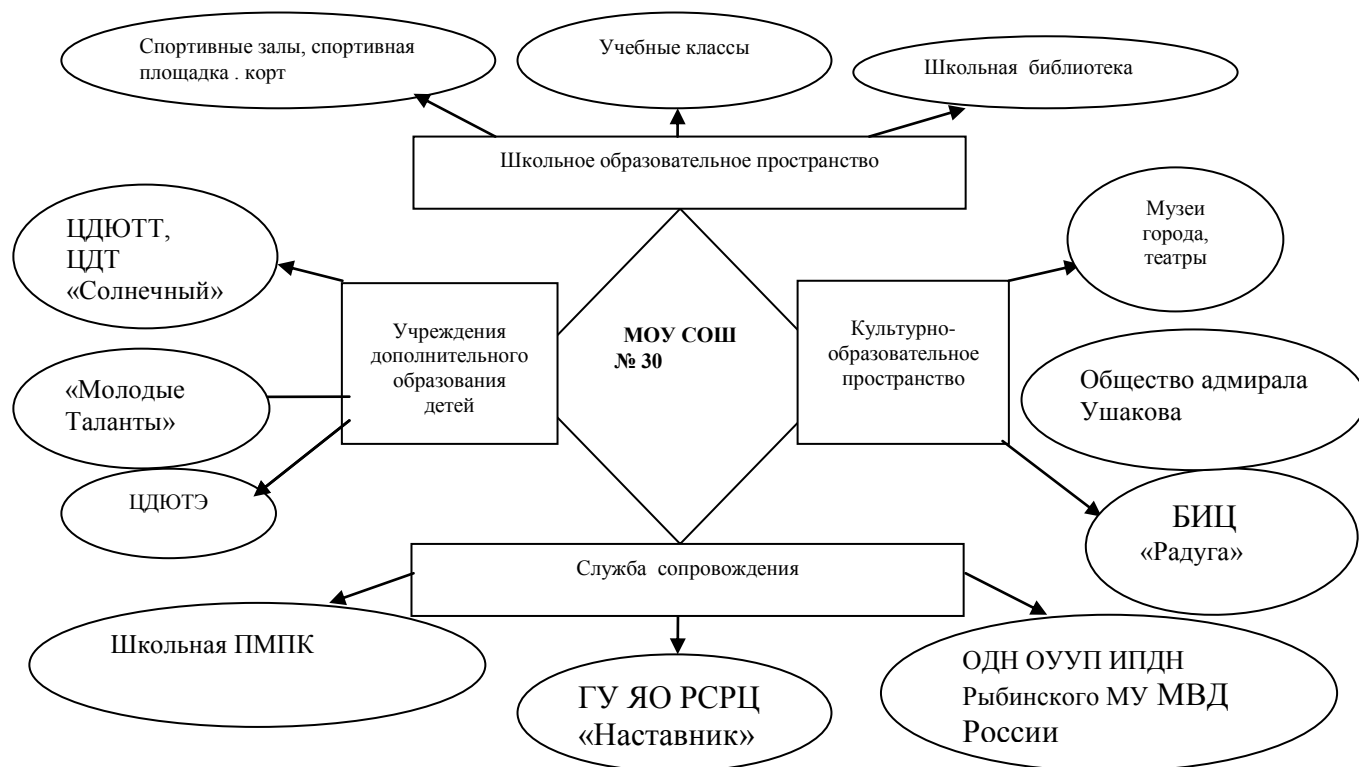 Спортивные залы, спортивная
площадка . корт
Учебные классы
Школьная библиотека
Школьное образовательное пространство
ЦДЮТТ,
ЦДТ
«Солнечный»
Музеи
города,
театры
Учреждения
дополнительного
образования
детей
МОУ СОШ
№ 30
Культурно-
образовательное
пространство
«Молодые
Таланты»
Общество адмирала
Ушакова
ЦДЮТЭ
БИЦ
«Радуга»
Служба сопровождения
Школьная ПМПК
ГУ ЯО РСРЦ
«Наставник»
ОДН ОУУП ИПДН
Рыбинского МУ МВД
России